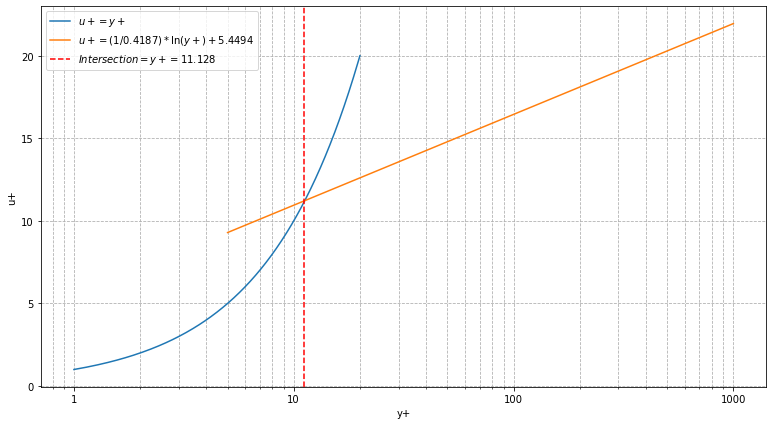 u+ = y+
u+ = (1/0.4187) * ln(y+) + 5.4494
Intersection = y+ = 11.128
20
15
10
5
0
u+
1
10
100
1000
y+